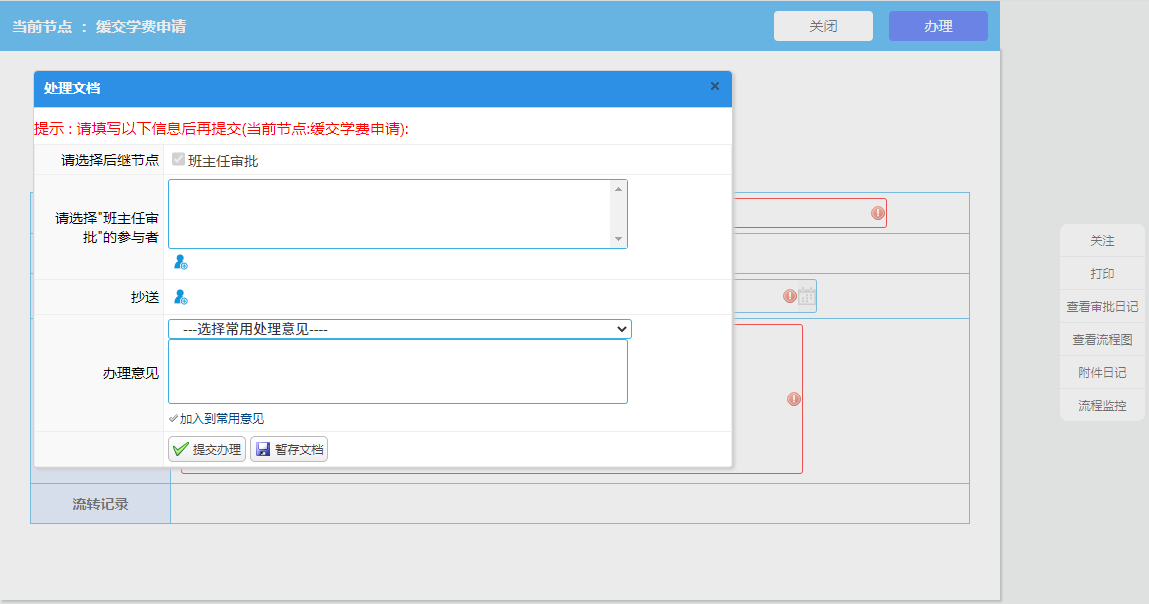 当前节点 ： 缓交学费申请
关闭
办理
处理文档
×
提示 : 请填写以下信息后再提交(当前节点:缓交学费申请):
请选择后继节点
班主任审批
请选择"班主任审
批"的参与者
抄送
办理意见
---选择常用处理意见----
加入到常用意见
提交办理
暂存文档
流转记录
关注
打印
查看审批日记
查看流程图
附件日记
流程监控